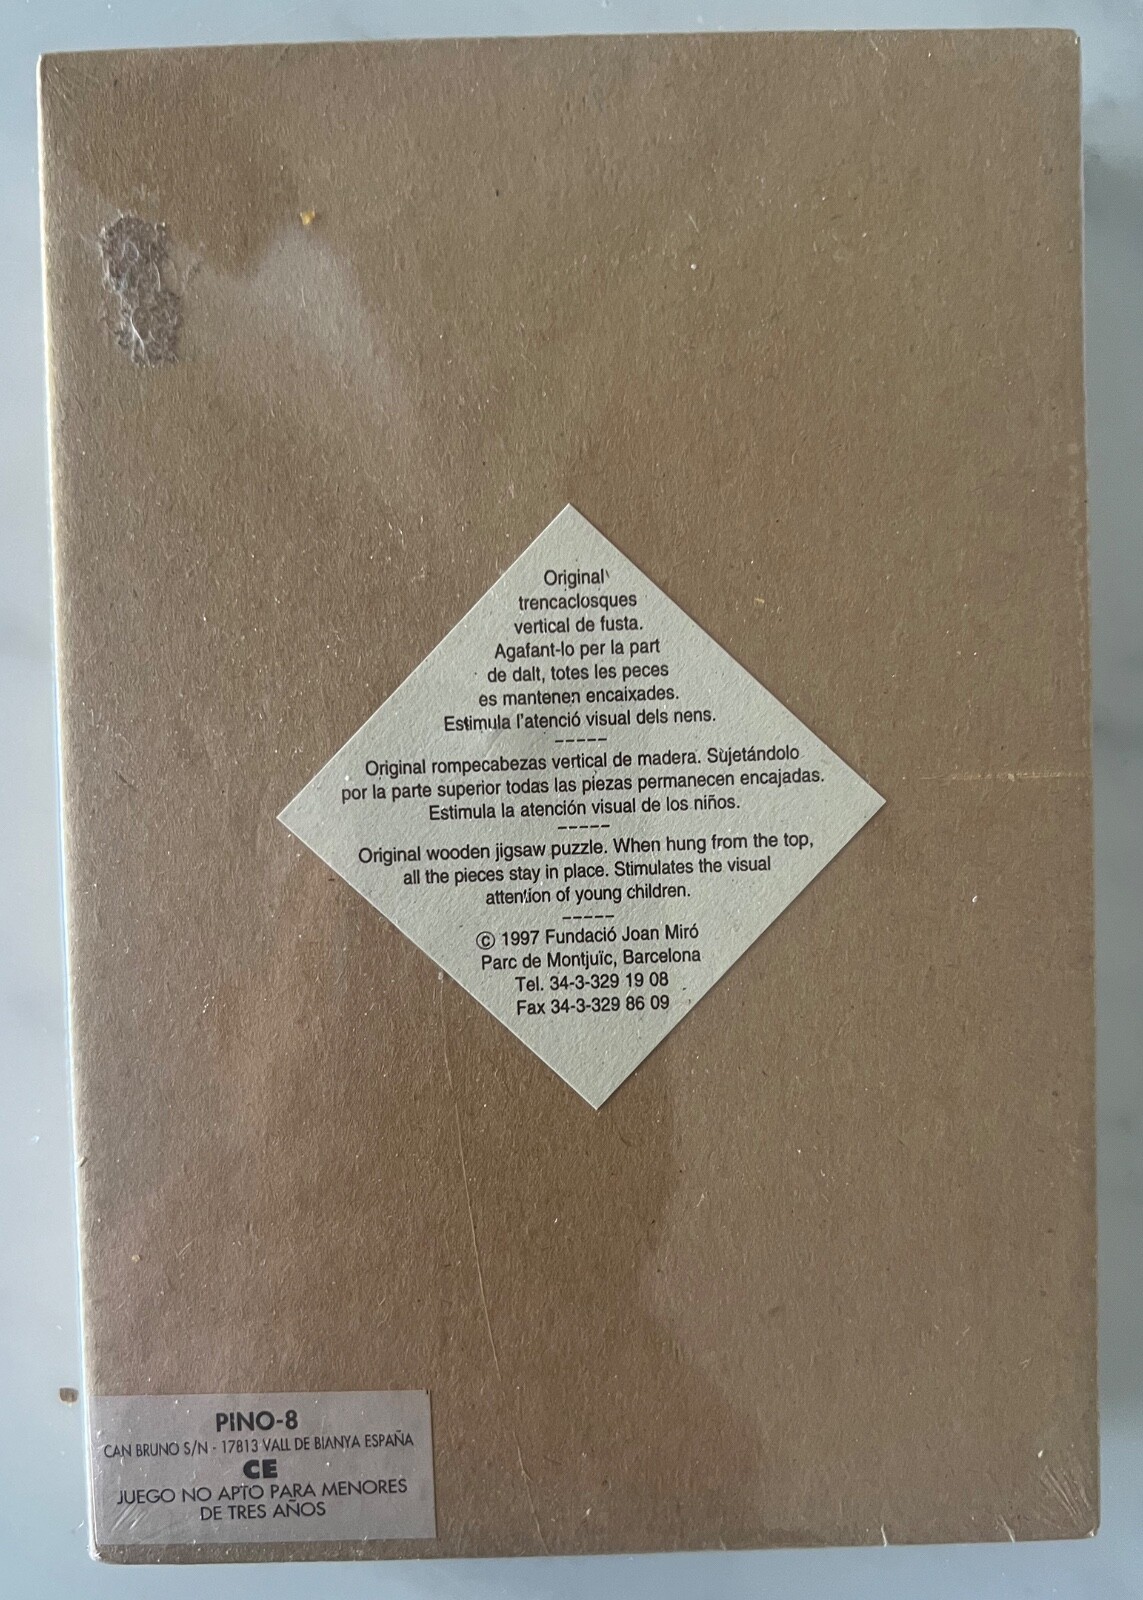 Original
trencaclosques
vertical de fusta.
Agafant-lo per la part
de dalt, totes les peces
es mantenen encaixades.
Estimula l'atenció visual dels nens.
-----
Original rompecabezas vertical de madera. Sujetándolo
por la parte superior todas las piezas permanecen encajadas.
Estimula la atención visual de los niños.
-----
Original wooden jigsaw puzzle. When hung from the top,
all the pieces stay in place. Stimulates the visual
attention of young children.
-----
© 1997 Fundació Joan Miró
Parc de Montjuïc, Barcelona
Tel. 34-3-329 19 08
Fax 34-3-329 86 09
PINO-8
CAN BRUNO S/N - 17813 VALL DE BIANYA ESPAÑA
CE
JUEGO NO APTO PARA MENORES
DE TRES AÑOS